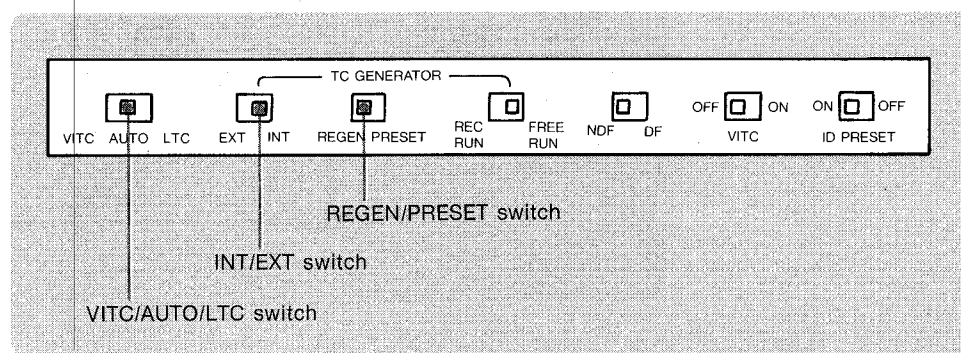 TC GENERATOR
OFF ON ON OFF
VITC AUTO LTC EXT INT REGEN PRESET REC RUN FREE RUN NDF DF VITC ID PRESET
REGEN/PRESET switch
INT/EXT switch
VITC/AUTO/LTC switch